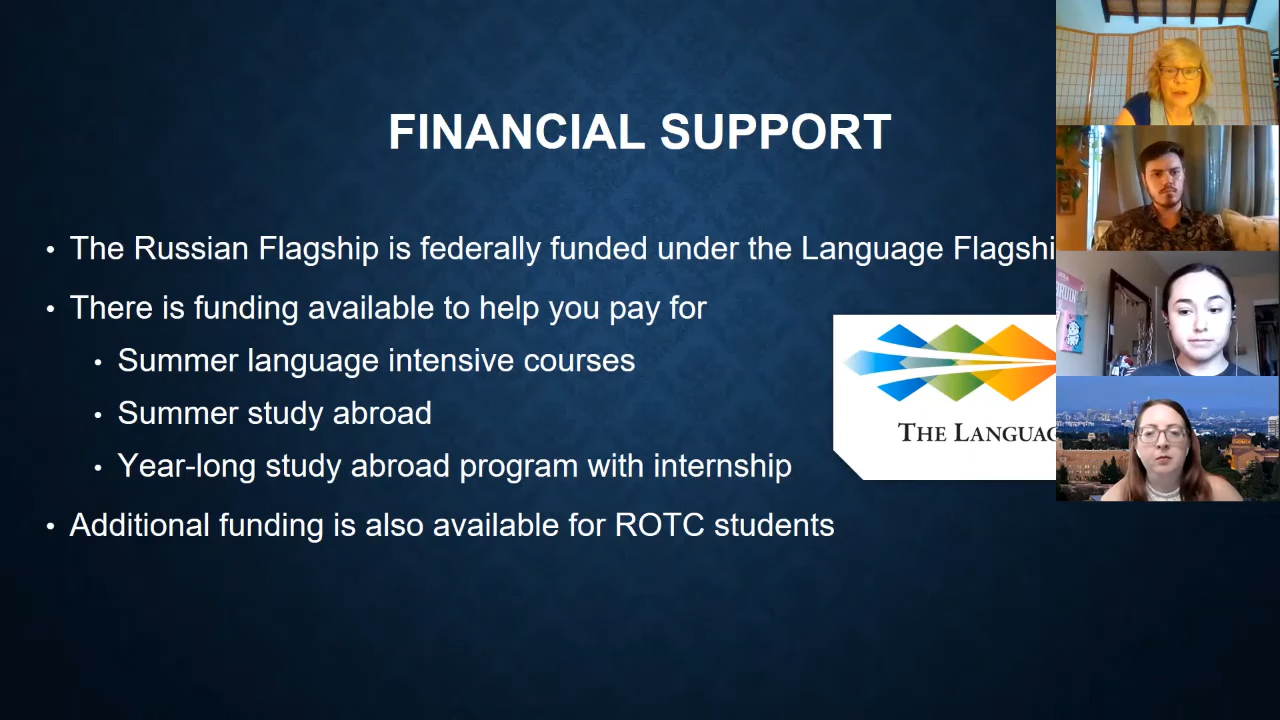 FINANCIAL SUPPORT
• The Russian Flagship is federally funded under the Language Flagshi
• There is funding available to help you pay for
• Summer language intensive courses
• Summer study abroad
• Year-long study abroad program with internship
• Additional funding is also available for ROTC students
THE LANGUAG